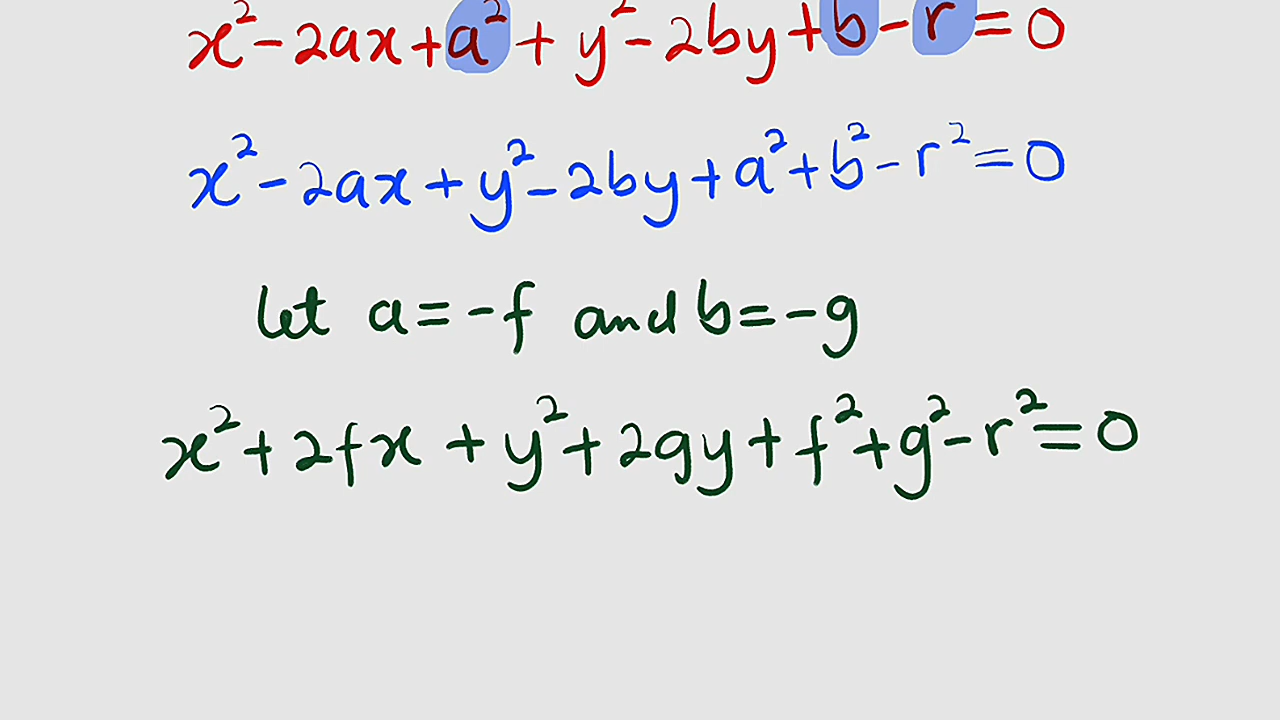 x² - 2ax + a² + y² - 2by + b - r = 0
x² - 2ax + y² - 2by + a² + b² - r² = 0
let a = -f and b = -g
x² + 2fx + y² + 2gy + f² + g² - r² = 0